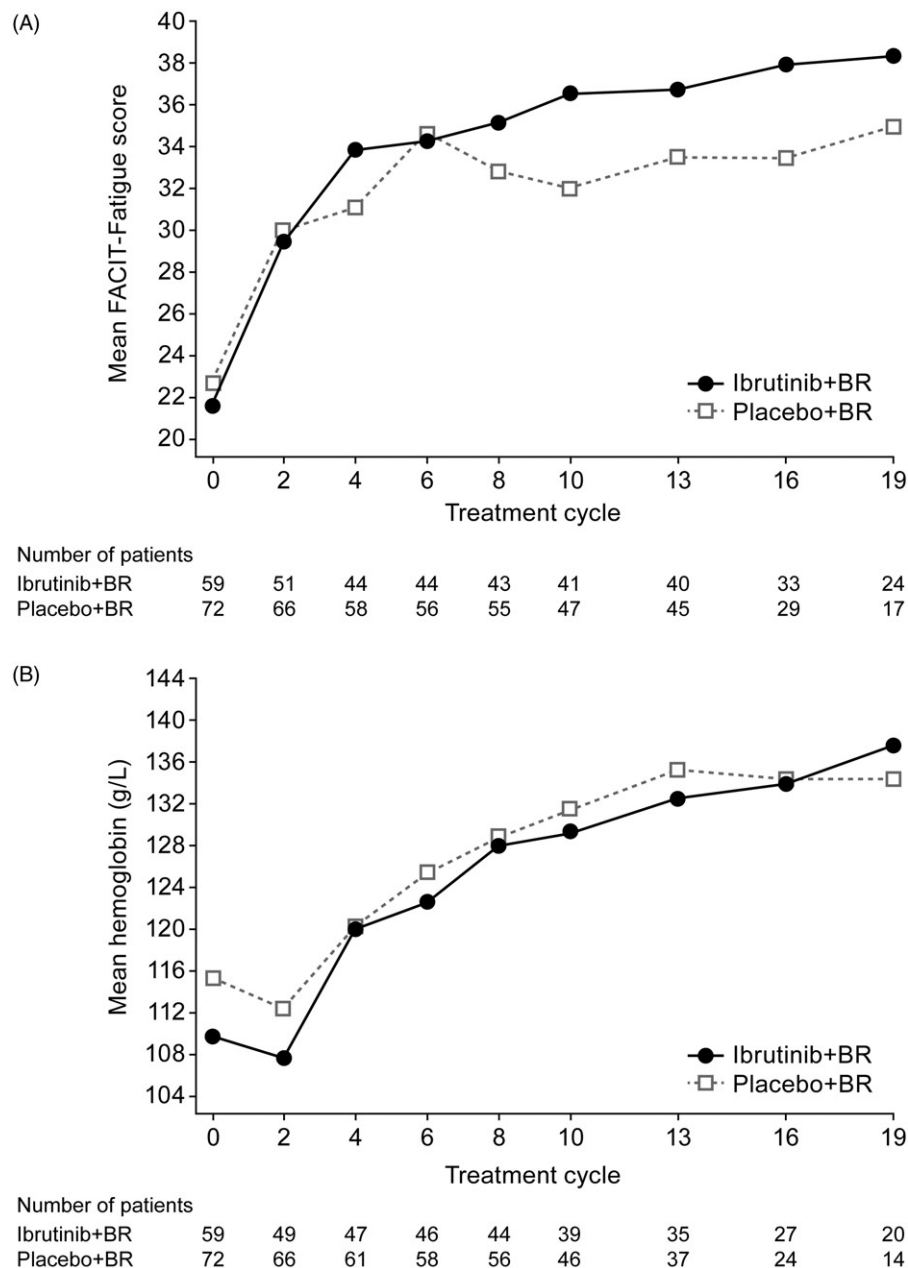 (A)
Mean FACIT-Fatigue score
40
38
36
34
32
30
28
26
24
22
20
Ibrutinib+BR
Placebo+BR
0 2 4 6 8 10 13 16 19
Treatment cycle
Number of patients
Ibrutinib+BR 59 51 44 44 43 41 40 33 24
Placebo+BR 72 66 58 56 55 47 45 29 17
(B)
Mean hemoglobin (g/L)
144
140
136
132
128
124
120
116
112
108
104
Ibrutinib+BR
Placebo+BR
0 2 4 6 8 10 13 16 19
Treatment cycle
Number of patients
Ibrutinib+BR 59 49 47 46 44 39 35 27 20
Placebo+BR 72 66 61 58 56 46 37 24 14